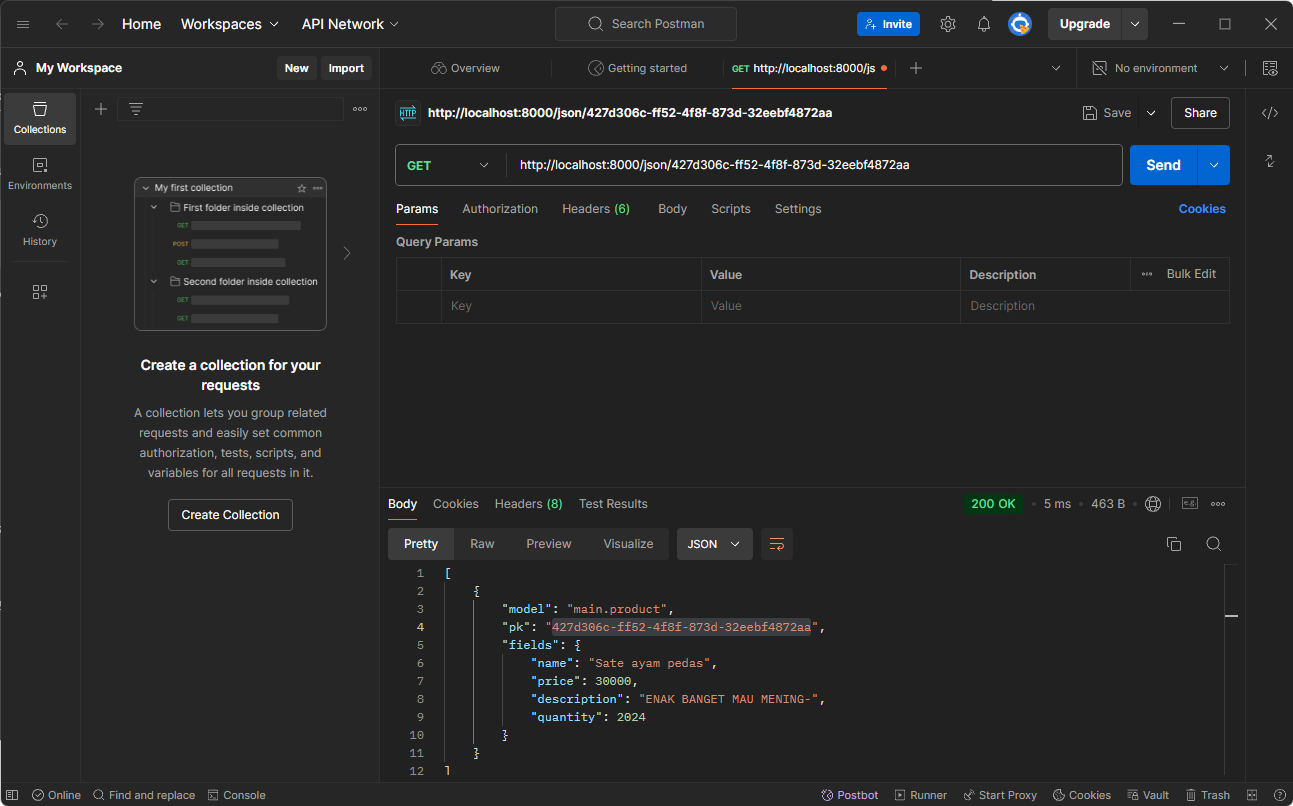 Home Workspaces API Network Search Postman Invite Upgrade
My Workspace New Import Overview Getting started GET http://localhost:8000/js No environment
Collections
Environments
History
My first collection
First folder inside collection
GET
POST
GET
Second folder inside collection
GET
GET
Create a collection for your
requests
A collection lets you group related
requests and easily set common
authorization, tests, scripts, and
variables for all requests in it.
Create Collection
HTTP http://localhost:8000/json/427d306c-ff52-4f8f-873d-32eebf4872aa Save Share
GET http://localhost:8000/json/427d306c-ff52-4f8f-873d-32eebf4872aa Send
Params Authorization Headers (6) Body Scripts Settings Cookies
Query Params
Key Value Description Bulk Edit
Key Value Description
Body Cookies Headers (8) Test Results 200 OK 5 ms 463 B e.g.
Pretty Raw Preview Visualize JSON
1 [
2 {
3 "model": "main.product",
4 "pk": "427d306c-ff52-4f8f-873d-32eebf4872aa",
5 "fields": {
6 "name": "Sate ayam pedas",
7 "price": 30000,
8 "description": "ENAK BANGET MAU MENING-",
9 "quantity": 2024
10 }
11 }
12 ]
Online Find and replace Console Postbot Runner Start Proxy Cookies Vault Trash